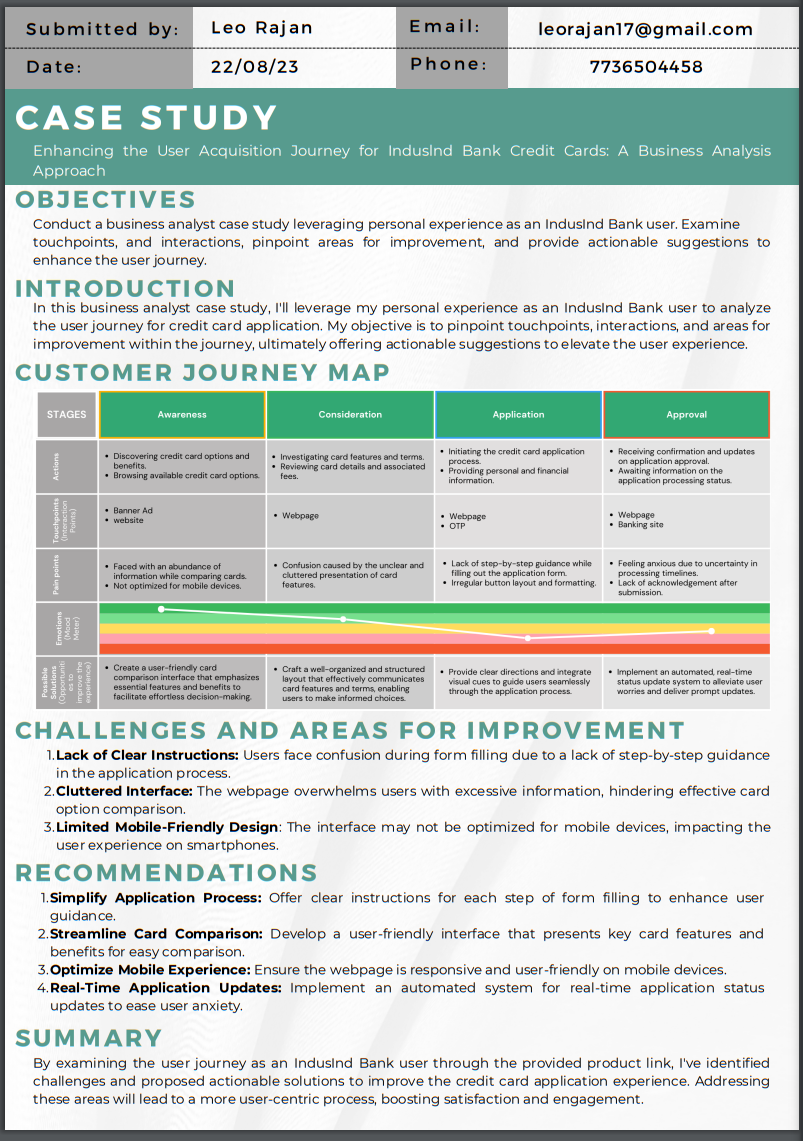 Submitted by: Leo Rajan Email: leorajan17@gmail.com
Date: 22/08/23 Phone: 7736504458
CASE STUDY
Enhancing the User Acquisition Journey for IndusInd Bank Credit Cards: A Business Analysis
Approach
OBJECTIVES
Conduct a business analyst case study leveraging personal experience as an IndusInd Bank user. Examine
touchpoints, and interactions, pinpoint areas for improvement, and provide actionable suggestions to
enhance the user journey.
INTRODUCTION
In this business analyst case study, I'll leverage my personal experience as an IndusInd Bank user to analyze
the user journey for credit card application. My objective is to pinpoint touchpoints, interactions, and areas for
improvement within the journey, ultimately offering actionable suggestions to elevate the user experience.
CUSTOMER JOURNEY MAP
STAGES Awareness Consideration Application Approval
Actions
• Discovering credit card options and
benefits.
• Browsing available credit card options.
• Investigating card features and terms.
• Reviewing card details and associated
fees.
• Initiating the credit card application
process.
• Providing personal and financial
information.
• Receiving confirmation and updates
on application approval.
• Awaiting information on the
application processing status.
Touchpoints
(Interaction
Points)
• Banner Ad
• website
• Webpage
• Webpage
• OTP
• Webpage
• Banking site
Pain points
• Faced with an abundance of
information while comparing cards.
• Not optimized for mobile devices.
• Confusion caused by the unclear and
cluttered presentation of card
features.
• Lack of step-by-step guidance while
filling out the application form.
• Irregular button layout and formatting.
• Feeling anxious due to uncertainty in
processing timelines.
• Lack of acknowledgement after
submission.
Emotions
(Mood
Meter)
Possible
Solutions
(Opportuniti
es to
improve the
experience)
• Create a user-friendly card
comparison interface that emphasizes
essential features and benefits to
facilitate effortless decision-making.
• Craft a well-organized and structured
layout that effectively communicates
card features and terms, enabling
users to make informed choices.
• Provide clear directions and integrate
visual cues to guide users seamlessly
through the application process.
• Implement an automated, real-time
status update system to alleviate user
worries and deliver prompt updates.
CHALLENGES AND AREAS FOR IMPROVEMENT
1. Lack of Clear Instructions: Users face confusion during form filling due to a lack of step-by-step guidance
in the application process.
2. Cluttered Interface: The webpage overwhelms users with excessive information, hindering effective card
option comparison.
3. Limited Mobile-Friendly Design: The interface may not be optimized for mobile devices, impacting the
user experience on smartphones.
RECOMMENDATIONS
1. Simplify Application Process: Offer clear instructions for each step of form filling to enhance user
guidance.
2. Streamline Card Comparison: Develop a user-friendly interface that presents key card features and
benefits for easy comparison.
3. Optimize Mobile Experience: Ensure the webpage is responsive and user-friendly on mobile devices.
4. Real-Time Application Updates: Implement an automated system for real-time application status
updates to ease user anxiety.
SUMMARY
By examining the user journey as an IndusInd Bank user through the provided product link, I've identified
challenges and proposed actionable solutions to improve the credit card application experience. Addressing
these areas will lead to a more user-centric process, boosting satisfaction and engagement.